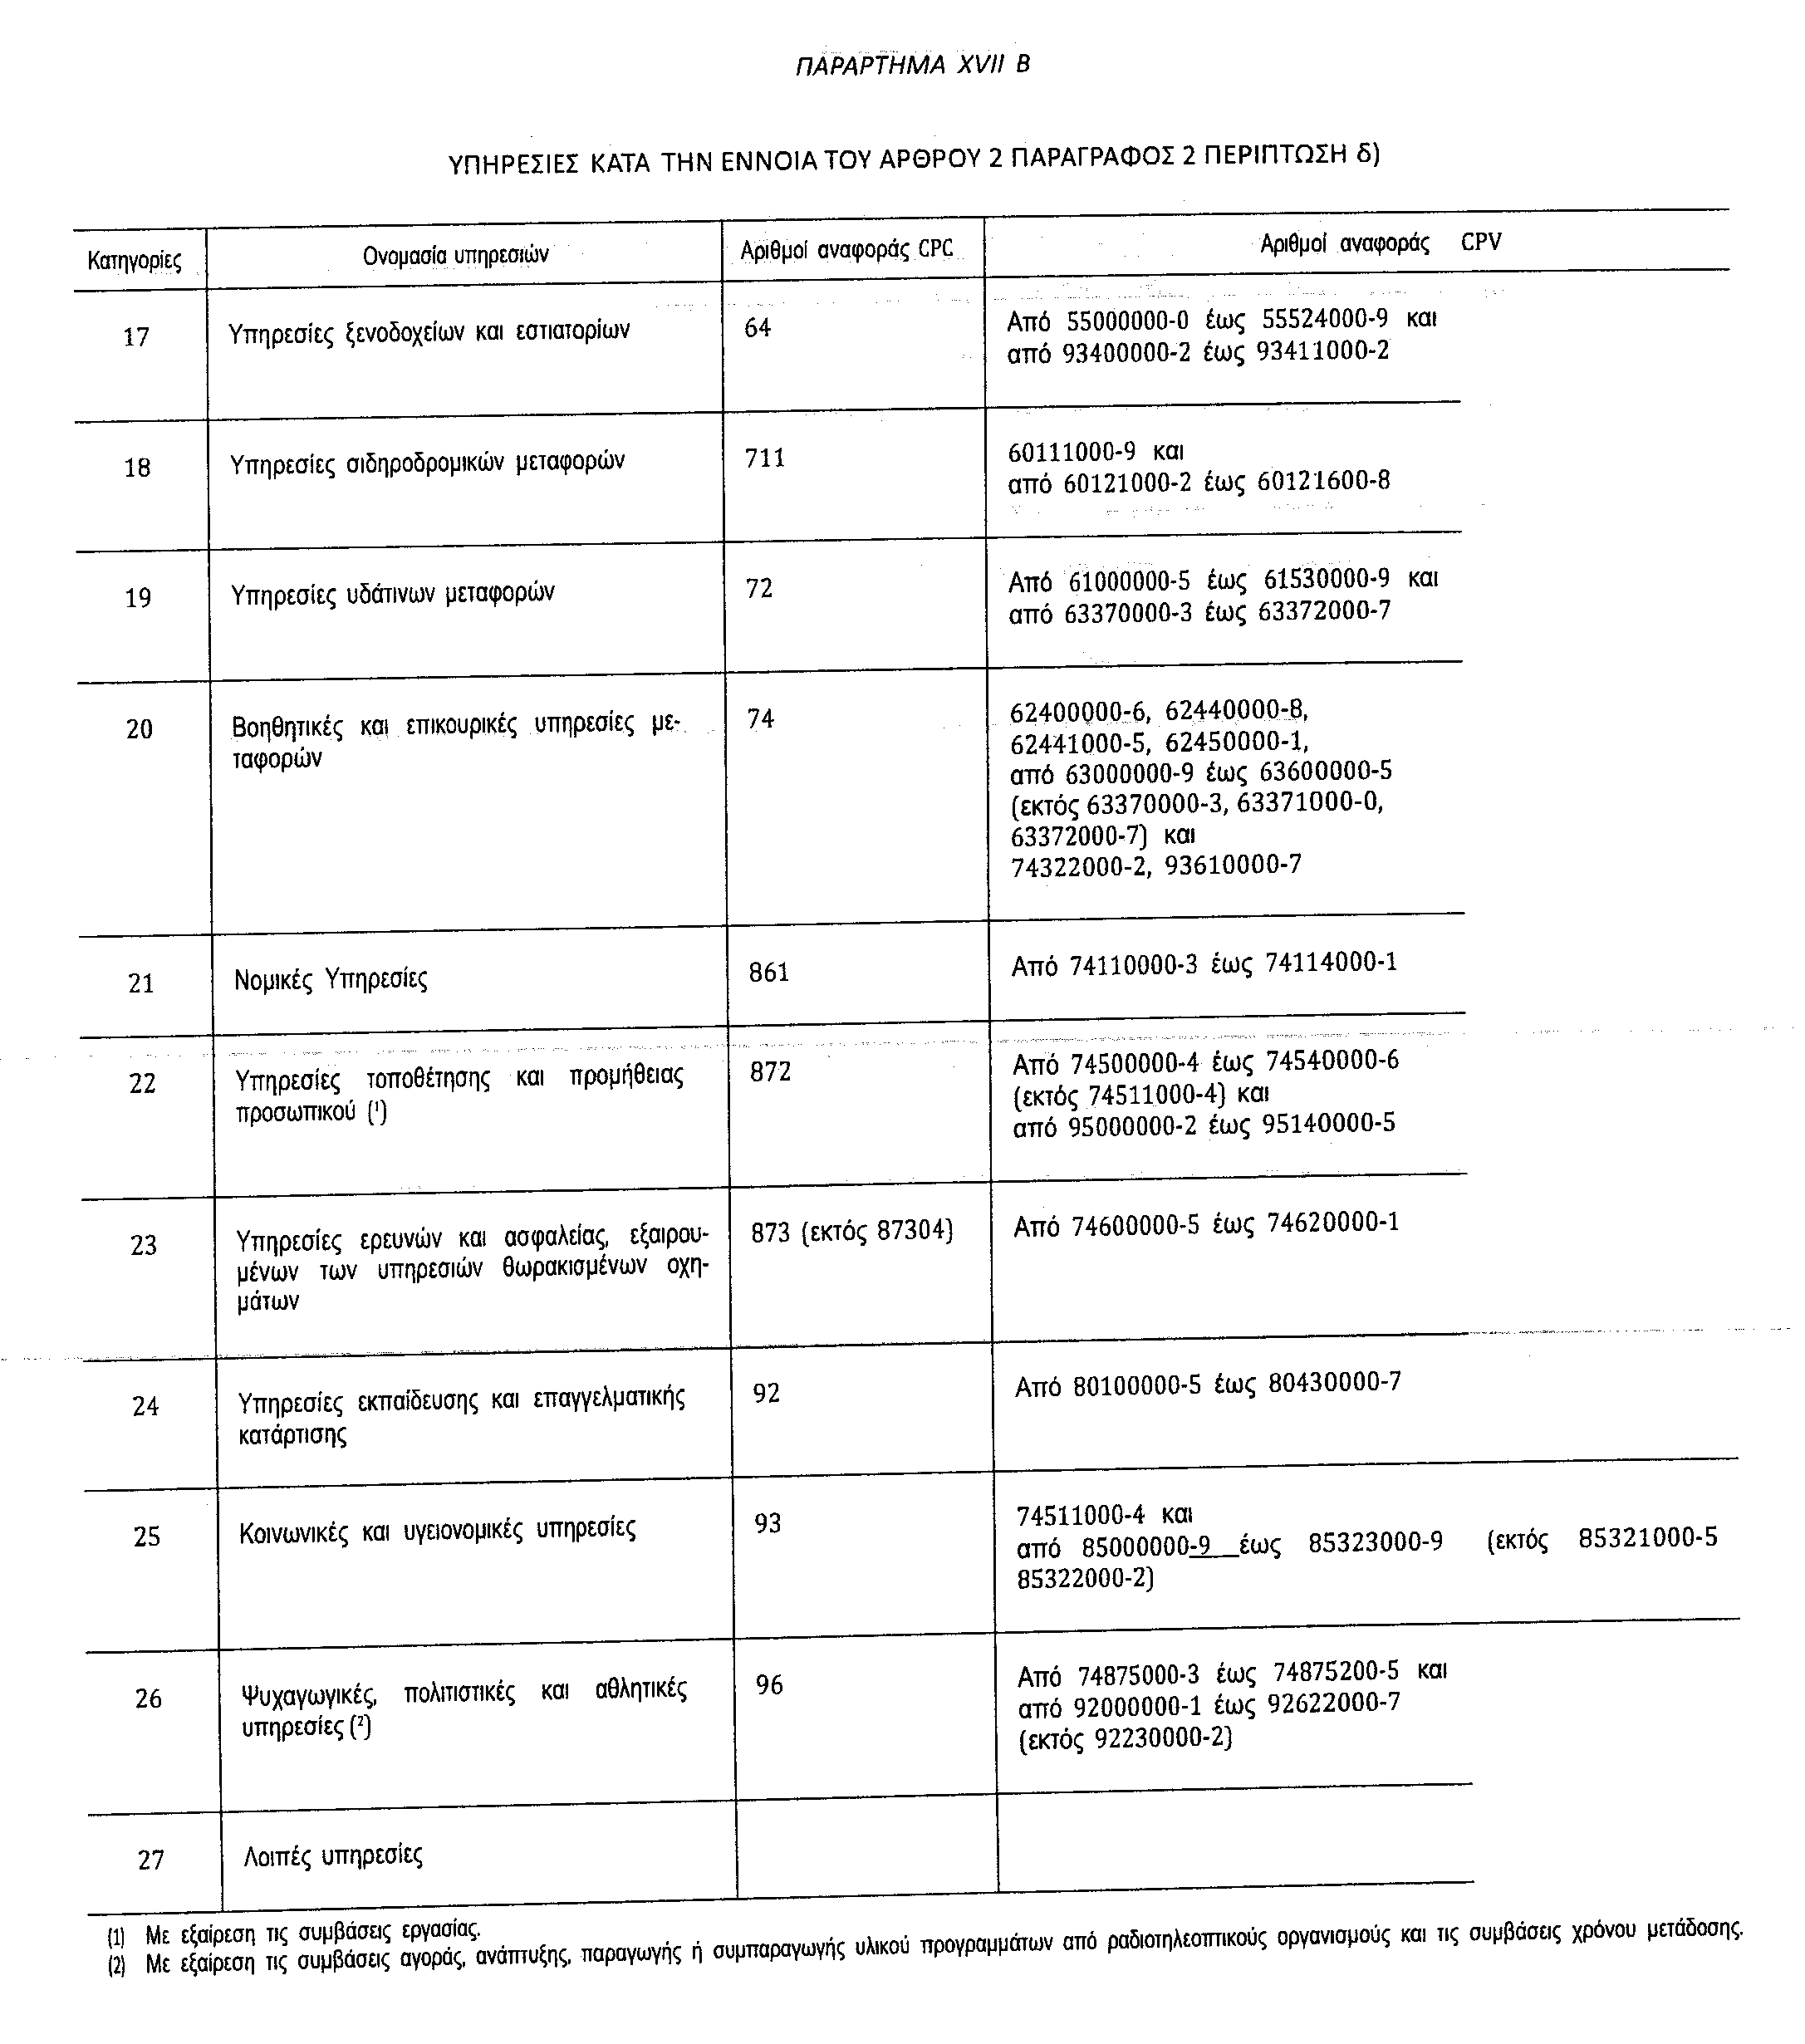 ΠΑΡΑΡΤΗΜΑ XVII Β
ΥΠΗΡΕΣΙΕΣ ΚΑΤΑ ΤΗΝ ΕΝΝΟΙΑ ΤΟΥ ΑΡΘΡΟΥ 2 ΠΑΡΑΓΡΑΦΟΣ 2 ΠΕΡΙΠΤΩΣΗ δ)
Κατηγορίες Ονομασία υπηρεσιών Αριθμοί αναφοράς CPC Αριθμοί αναφοράς CPV
17 Υπηρεσίες ξενοδοχείων και εστιατορίων 64 Από 55000000-0 έως 55524000-9 και
από 93400000-2 έως 93411000-2
18 Υπηρεσίες σιδηροδρομικών μεταφορών 711 60111000-9 και
από 60121000-2 έως 60121600-8
19 Υπηρεσίες υδάτινων μεταφορών 72 Από 61000000-5 έως 61530000-9 και
από 63370000-3 έως 63372000-7
20 Βοηθητικές και επικουρικές υπηρεσίες με- 74 62400000-6, 62440000-8,
ταφορών 62441000-5, 62450000-1,
από 63000000-9 έως 63600000-5
(εκτός 63370000-3, 63371000-0,
63372000-7) και
74322000-2, 93610000-7
21 Νομικές Υπηρεσίες 861 Από 74110000-3 έως 74114000-1
22 Υπηρεσίες τοποθέτησης και προμήθειας 872 Από 74500000-4 έως 74540000-6
προσωπικού (¹) (εκτός 74511000-4) και
από 95000000-2 έως 95140000-5
23 Υπηρεσίες ερευνών και ασφαλείας, εξαιρου- 873 (εκτός 87304) Από 74600000-5 έως 74620000-1
μένων των υπηρεσιών θωρακισμένων οχη-
μάτων
24 Υπηρεσίες εκπαίδευσης και επαγγελματικής 92 Από 80100000-5 έως 80430000-7
κατάρτισης
25 Κοινωνικές και υγειονομικές υπηρεσίες 93 74511000-4 και
από 85000000-9 έως 85323000-9 (εκτός 85321000-5
85322000-2)
26 Ψυχαγωγικές, πολιτιστικές και αθλητικές 96 Από 74875000-3 έως 74875200-5 και
υπηρεσίες (²) από 92000000-1 έως 92622000-7
(εκτός 92230000-2)
27 Λοιπές υπηρεσίες
(1) Με εξαίρεση τις συμβάσεις εργασίας.
(2) Με εξαίρεση τις συμβάσεις αγοράς, ανάπτυξης, παραγωγής ή συμπαραγωγής υλικού προγραμμάτων από ραδιοτηλεοπτικούς οργανισμούς και τις συμβάσεις χρόνου μετάδοσης.